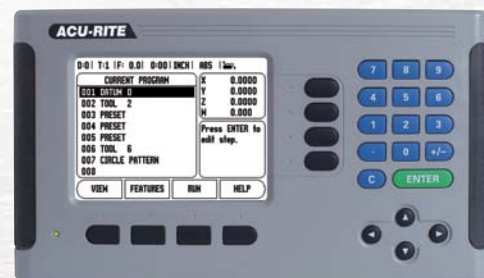 ACU-RITE
D:0| T:1 |F: 0.0| 0:00| INCH| ABS
CURRENT PROGRAM
001 DATUM 0
002 TOOL 2
003 PRESET
004 PRESET
005 PRESET
006 TOOL 6
007 CIRCLE PATTERN
008
X 0.0000
Y 0.0000
Z 0.0000
Press ENTER to
edit step.
VIEW FEATURES RUN HELP
7 8 9
4 5 6
1 2 3
. 0 +/-
C ENTER